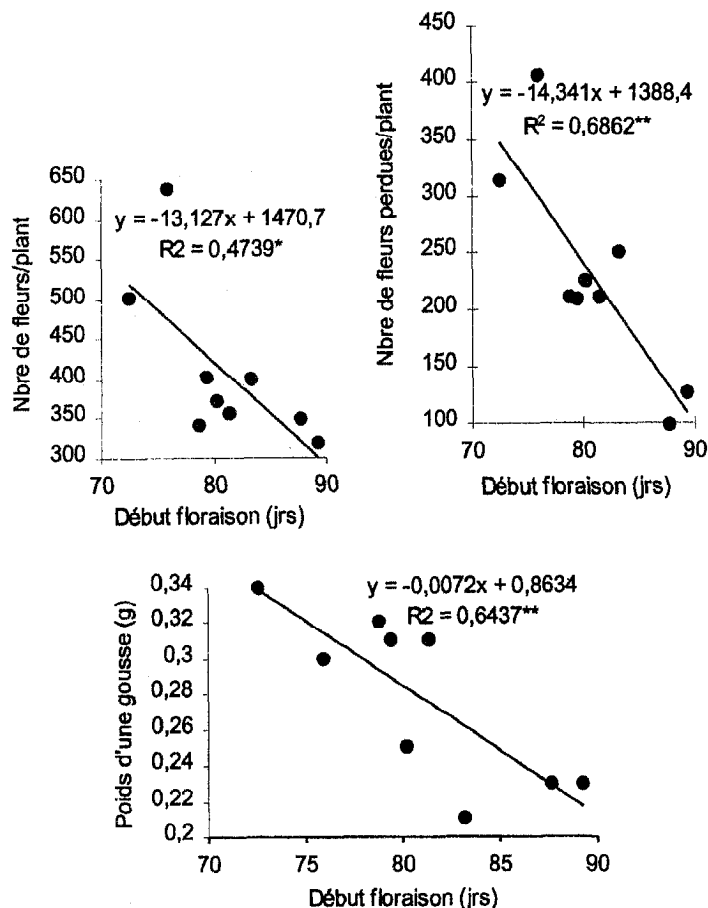 Nbre de fleurs/plant
650
600
550
500
450
400
350
300
y = -13,127x + 1470,7
R2 = 0,4739*
70
80
90
Début floraison (jrs)
Nbre de fleurs perdues/plant
450
400
350
300
250
200
150
100
y = -14,341x + 1388,4
R² = 0,6862**
70
80
90
Début floraison (jrs)
Poids d'une gousse (g)
0,34
0,32
0,3
0,28
0,26
0,24
0,22
0,2
y = -0,0072x + 0,8634
R2 = 0,6437**
70
75
80
85
90
Début floraison (jrs)